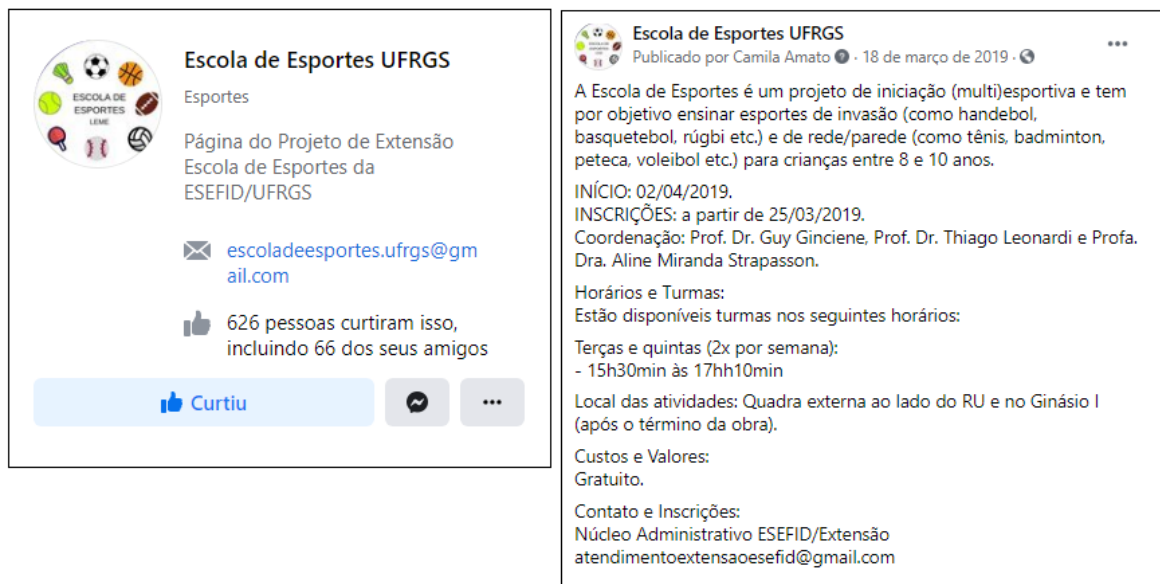 ESCOLA DE
ESPORTES
LEME
Escola de Esportes UFRGS
Esportes
Página do Projeto de Extensão
Escola de Esportes da
ESEFID/UFRGS
escoladeesportes.ufrgs@gm
ail.com
626 pessoas curtiram isso,
incluindo 66 dos seus amigos
Curtiu
Escola de Esportes UFRGS
Publicado por Camila Amato · 18 de março de 2019 ·
A Escola de Esportes é um projeto de iniciação (multi)esportiva e tem
por objetivo ensinar esportes de invasão (como handebol,
basquetebol, rúgbi etc.) e de rede/parede (como tênis, badminton,
peteca, voleibol etc.) para crianças entre 8 e 10 anos.
INÍCIO: 02/04/2019.
INSCRIÇÕES: a partir de 25/03/2019.
Coordenação: Prof. Dr. Guy Ginciene, Prof. Dr. Thiago Leonardi e Profa.
Dra. Aline Miranda Strapasson.
Horários e Turmas:
Estão disponíveis turmas nos seguintes horários:
Terças e quintas (2x por semana):
- 15h30min às 17hh10min
Local das atividades: Quadra externa ao lado do RU e no Ginásio I
(após o término da obra).
Custos e Valores:
Gratuito.
Contato e Inscrições:
Núcleo Administrativo ESEFID/Extensão
atendimentoextensaoesefid@gmail.com